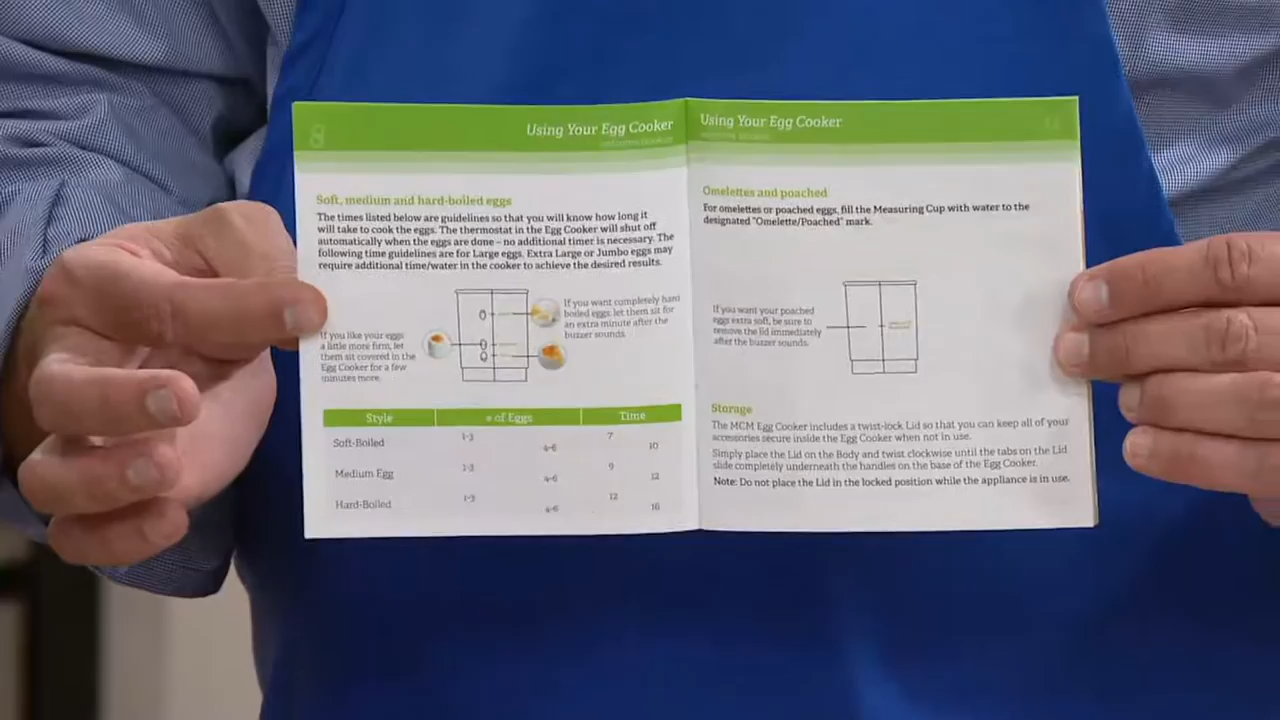 8
Using Your Egg Cooker
Soft, medium and hard-boiled eggs
The times listed below are guidelines so that you will know how long it
will take to cook the eggs. The thermostat in the Egg Cooker will shut off
automatically when the eggs are done – no additional timer is necessary. The
following time guidelines are for Large eggs. Extra Large or Jumbo eggs may
require additional time/water in the cooker to achieve the desired results.
If you want completely hard
boiled eggs, let them sit for
an extra minute after the
buzzer sounds.
If you like your eggs
a little more firm, let
them sit covered in the
Egg Cooker for a few
minutes more.
Style # of Eggs Time
Soft-Boiled 1-3 7
4-6 10
Medium Egg 1-3 9
4-6 12
Hard-Boiled 1-3 12
4-6 16
Using Your Egg Cooker
Omelettes and poached
For omelettes or poached eggs, fill the Measuring Cup with water to the
designated "Omelette/Poached" mark.
If you want your poached
eggs extra soft, be sure to
remove the lid immediately
after the buzzer sounds.
Storage
The MCM Egg Cooker includes a twist-lock Lid so that you can keep all of your
accessories secure inside the Egg Cooker when not in use.
Simply place the Lid on the Body and twist clockwise until the tabs on the Lid
slide completely underneath the handles on the base of the Egg Cooker.
Note: Do not place the Lid in the locked position while the appliance is in use.